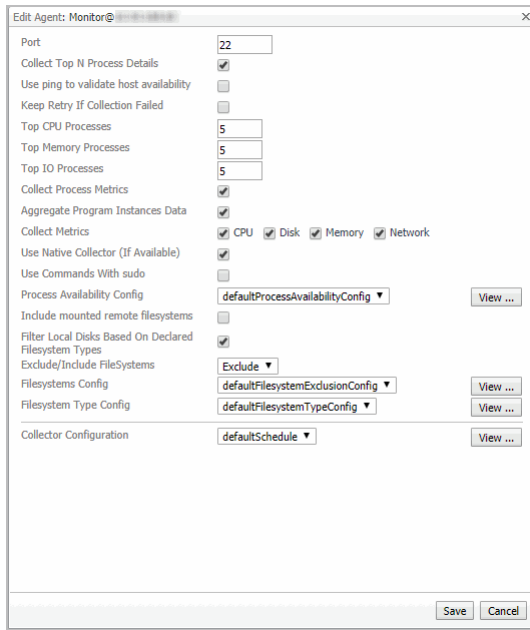 Edit Agent: Monitor@
Port 22
Collect Top N Process Details
Use ping to validate host availability
Keep Retry If Collection Failed
Top CPU Processes 5
Top Memory Processes 5
Top IO Processes 5
Collect Process Metrics
Aggregate Program Instances Data
Collect Metrics CPU Disk Memory Network
Use Native Collector (If Available)
Use Commands With sudo
Process Availability Config defaultProcessAvailabilityConfig View ...
Include mounted remote filesystems
Filter Local Disks Based On Declared
Filesystem Types
Exclude/Include FileSystems Exclude
Filesystems Config defaultFilesystemExclusionConfig View ...
Filesystem Type Config defaultFilesystemTypeConfig View ...
Collector Configuration defaultSchedule View ...
Save Cancel